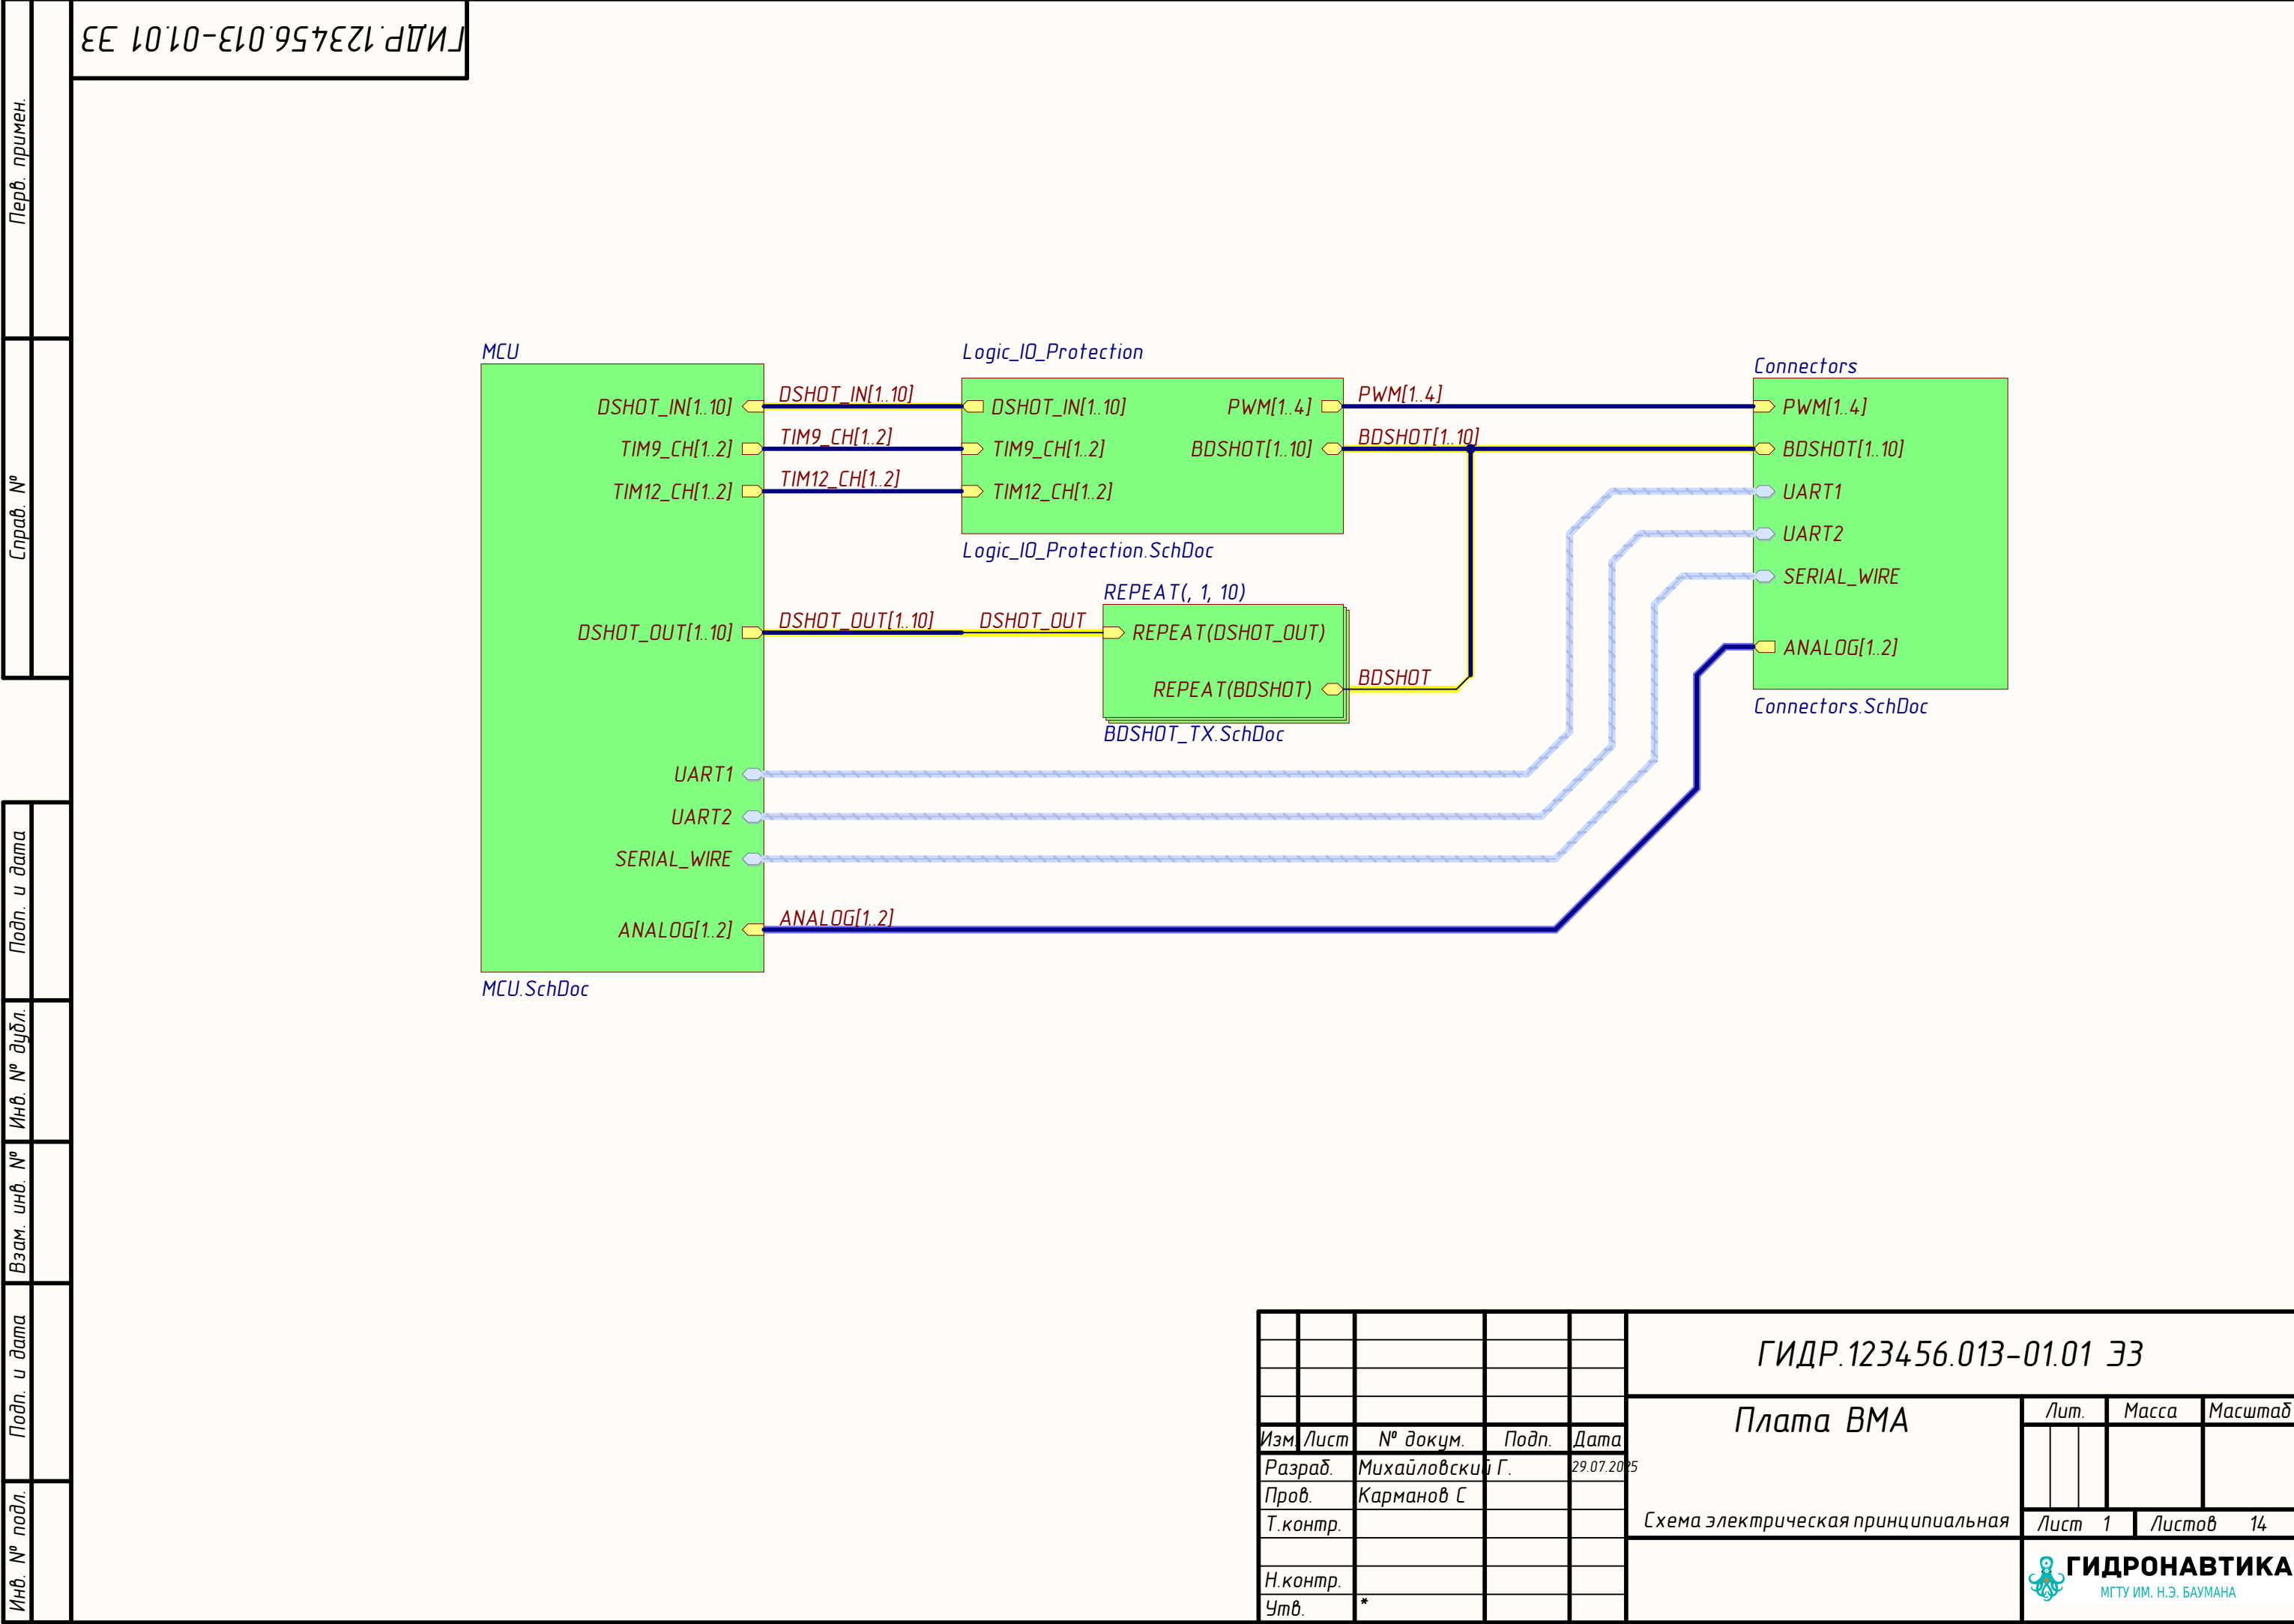 ГИДР.123456.013-01.01 ЭЗ
Перв. примен.
Справ. №
Подп. и дата
Инв. № дубл.
Взам. инв. №
Подп. и дата
Инв. № подл.
MCU
DSHOT_IN[1..10]
TIM9_CH[1..2]
TIM12_CH[1..2]
DSHOT_OUT[1..10]
UART1
UART2
SERIAL_WIRE
ANALOG[1..2]
MCU.SchDoc
DSHOT_IN[1..10]
TIM9_CH[1..2]
TIM12_CH[1..2]
DSHOT_OUT[1..10]
DSHOT_OUT
ANALOG[1..2]
Logic_IO_Protection
DSHOT_IN[1..10]
PWM[1..4]
TIM9_CH[1..2]
BDSHOT[1..10]
TIM12_CH[1..2]
Logic_IO_Protection.SchDoc
REPEAT(, 1, 10)
REPEAT(DSHOT_OUT)
REPEAT(BDSHOT)
BDSHOT_TX.SchDoc
PWM[1..4]
BDSHOT[1..10]
BDSHOT
Connectors
PWM[1..4]
BDSHOT[1..10]
UART1
UART2
SERIAL_WIRE
ANALOG[1..2]
Connectors.SchDoc
ГИДР.123456.013-01.01 ЭЗ
Плата ВМА
Схема электрическая принципиальная
Лит. Масса Масштаб
Лист 1 Листов 14
Изм. Лист № докум. Подп. Дата
Разраб. Михайловский Г. 29.07.2025
Пров. Карманов С
Т.контр.
Н.контр.
Утв. *
ГИДРОНАВТИКА
МГТУ ИМ. Н.Э. БАУМАНА